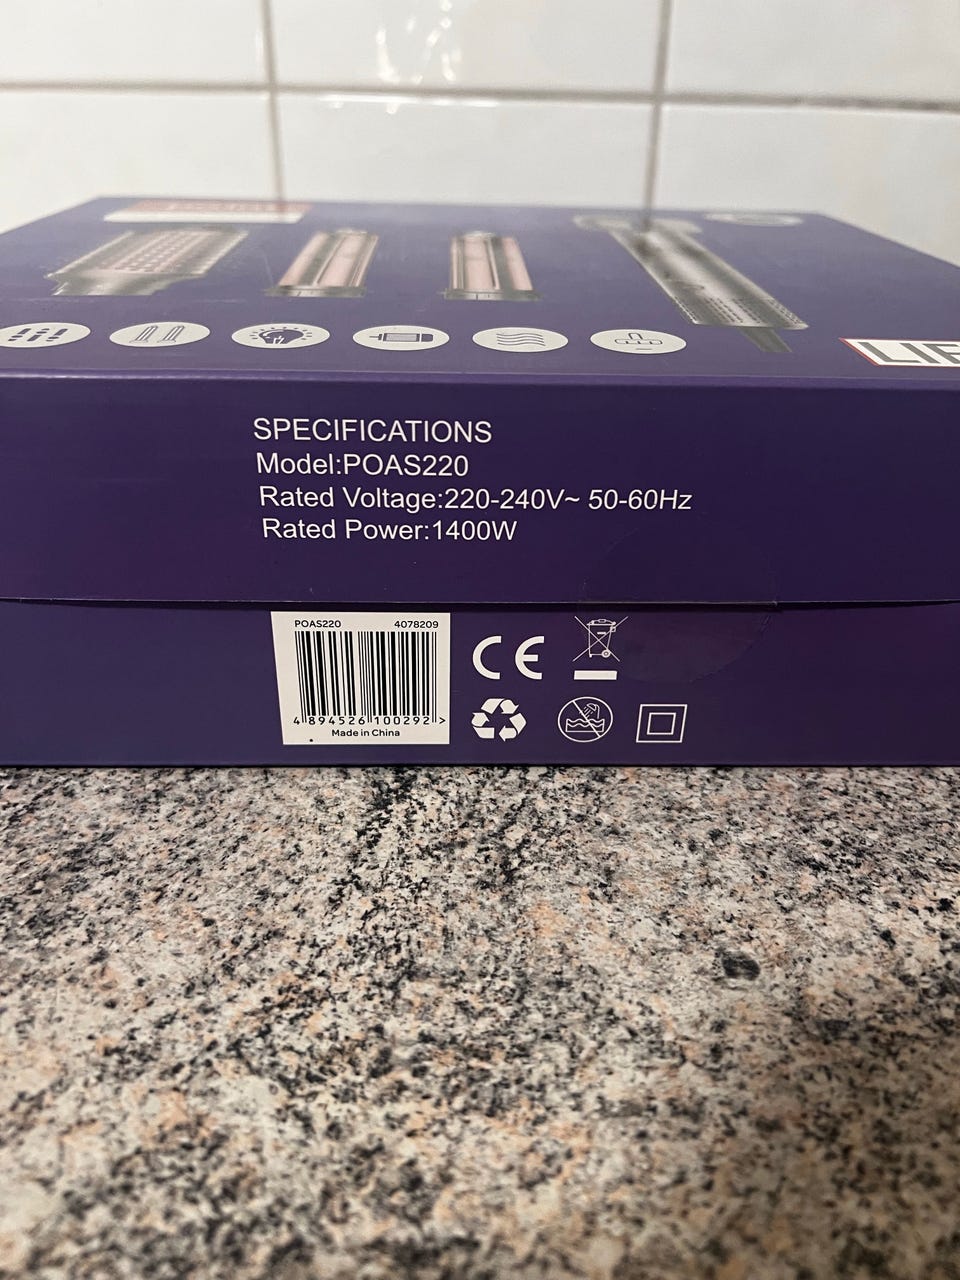 SPECIFICATIONS
Model:POAS220
Rated Voltage:220-240V~ 50-60Hz
Rated Power:1400W
POAS220 4078209
4 894526 100292 >
Made in China
CE